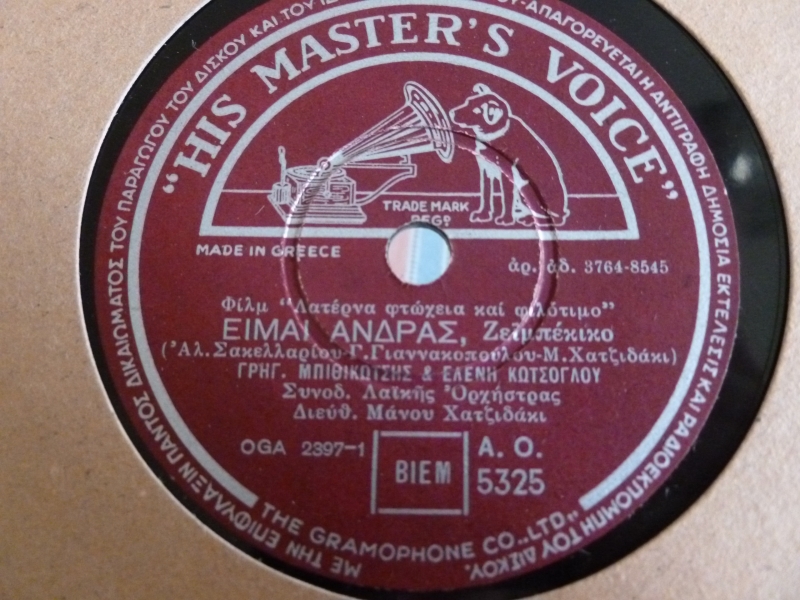 ΜΕ ΤΗΝ ΕΠΙΦΥΛΑΞΙΝ ΠΑΝΤΟΣ ΔΙΚΑΙΩΜΑΤΟΣ ΤΟΥ ΠΑΡΑΓΩΓΟΥ ΤΟΥ ΔΙΣΚΟΥ ΚΑΙ ΤΟΥ
ΑΠΑΓΟΡΕΥΕΤΑΙ Η ΑΝΤΙΓΡΑΦΗ ΔΗΜΟΣΙΑ ΕΚΤΕΛΕΣΙΣ ΚΑΙ ΡΑΔΙΟΕΚΠΟΜΠΗ ΤΟΥ ΔΙΣΚΟΥ.
"HIS MASTER'S VOICE"
TRADE MARK
REGD
MADE IN GREECE
ἀρ. ἀδ. 3764-8545
Φίλμ "Λατέρνα φτώχεια καί φιλότιμο"
ΕΙΜΑΙ ΑΝΔΡΑΣ, Ζεϊμπέκικο
(Ἀλ. Σακελλαρίου-Γ. Γιαννακοπούλου-Μ. Χατζιδάκι)
ΓΡΗΓ. ΜΠΙΘΙΚΩΤΣΗΣ & ΕΛΕΝΗ ΚΩΤΣΟΓΛΟΥ
Συνοδ. Λαϊκῆς Ὀρχήστρας
Διεύθ. Μάνου Χατζιδάκι
OGA 2397-1
BIEM
A. O.
5325
THE GRAMOPHONE CO., LTD"